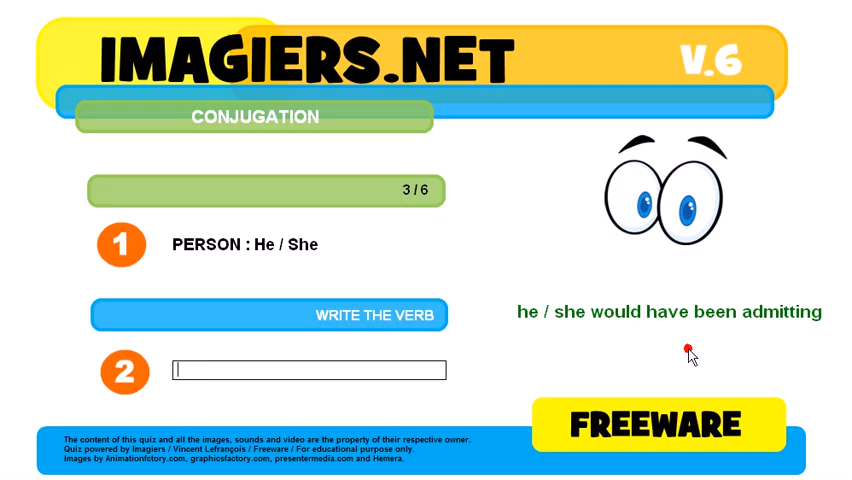 IMAGIERS.NET
V.6
CONJUGATION
3 / 6
1
PERSON : He / She
WRITE THE VERB
he / she would have been admitting
2
FREEWARE
The content of this quiz and all the images, sounds and video are the property of their respective owner.
Quiz powered by Imagiers / Vincent Lefrançois / Freeware / For educational purpose only.
Images by Animationfctory.com, graphicsfactory.com, presentermedia.com and Hemera.